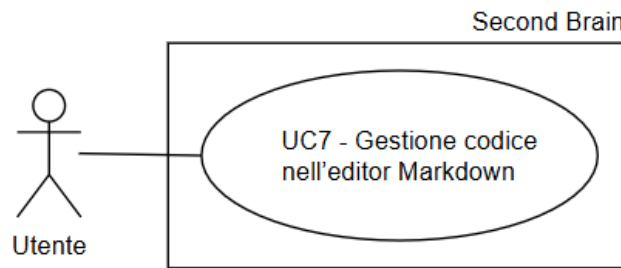 Second Brain
UC7 - Gestione codice
nell'editor Markdown
Utente